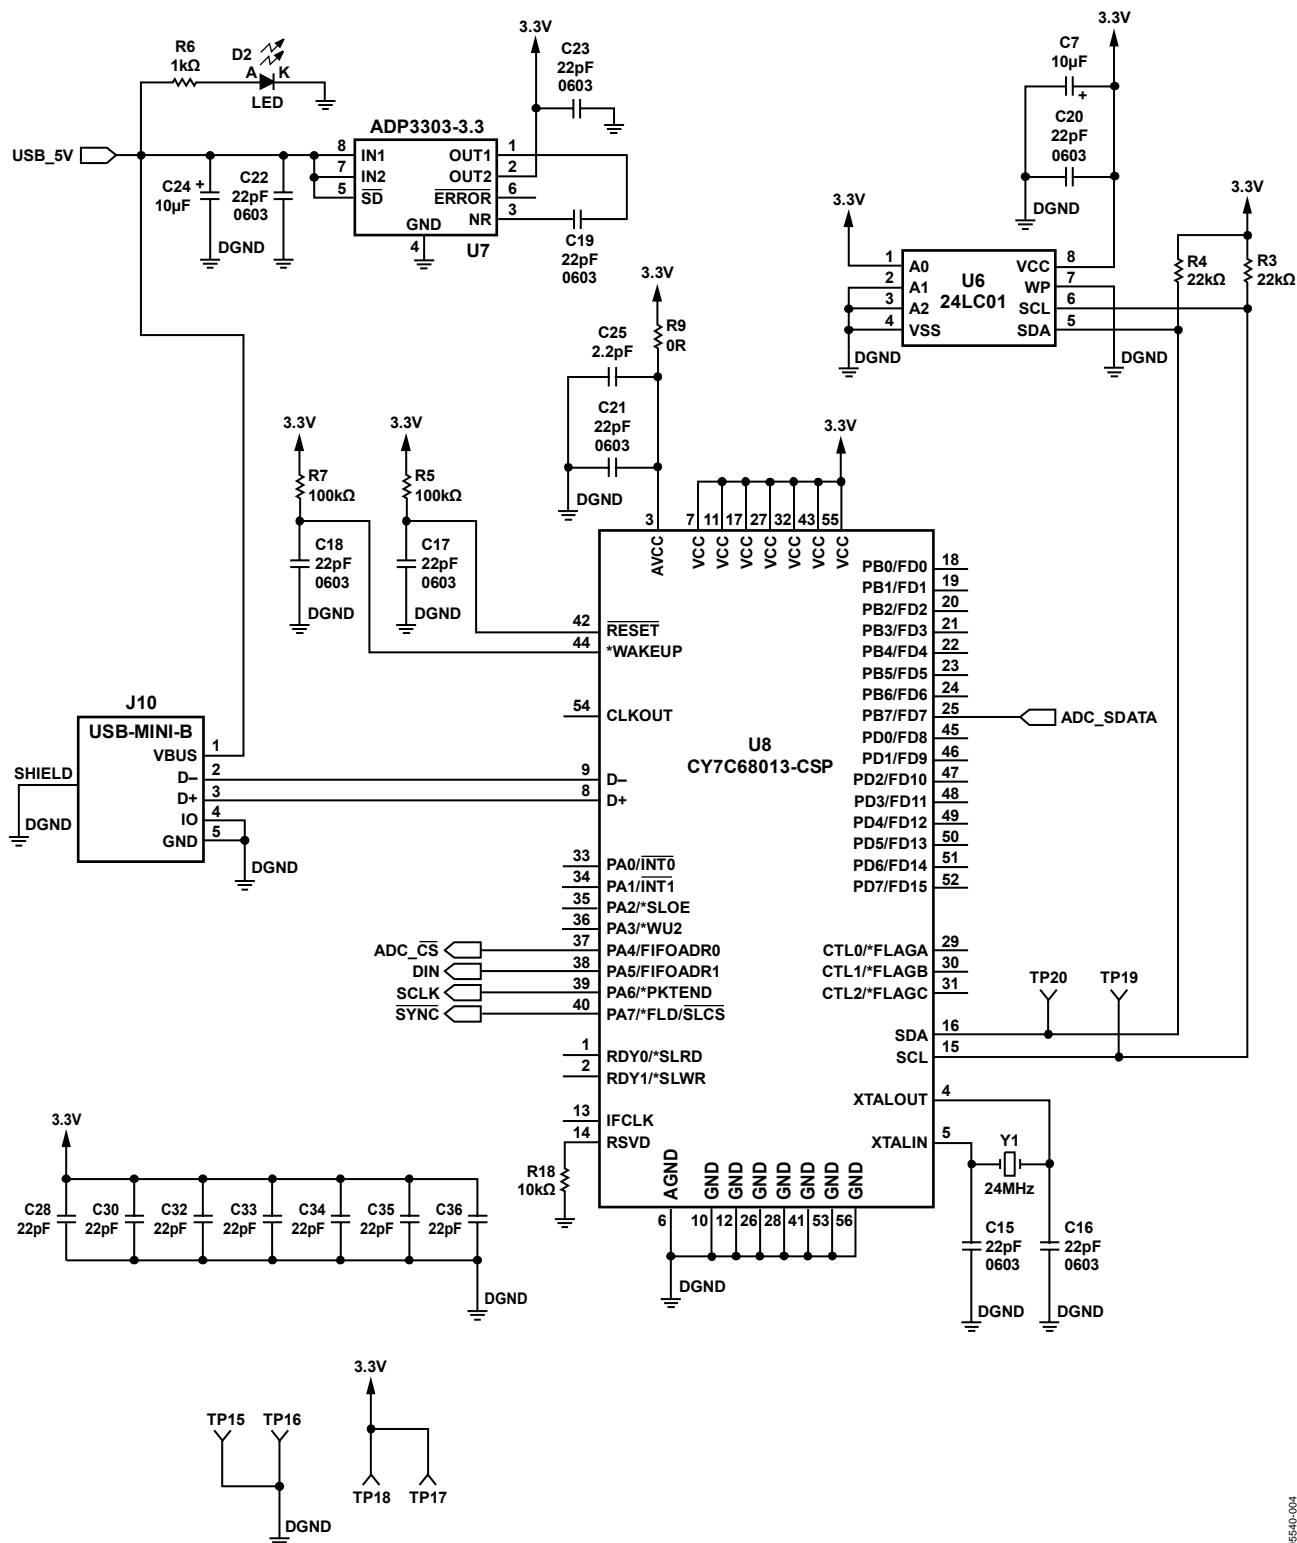 3.3V
R6
1kΩ
D2
A
K
LED
C23
22pF
0603
ADP3303-3.3
USB_5V
C24
+
10µF
C22
22pF
0603
DGND
8 IN1
7 IN2
5 SD
OUT1 1
OUT2 2
ERROR 6
NR 3
GND
4
U7
C19
22pF
0603
3.3V
C7
10µF
+
C20
22pF
0603
DGND
3.3V
3.3V
1 A0
2 A1
3 A2
4 VSS
U6
24LC01
VCC 8
WP 7
SCL 6
SDA 5
DGND
DGND
R4
22kΩ
R3
22kΩ
3.3V
R9
0R
C25
2.2pF
C21
22pF
0603
DGND
3.3V
R7
100kΩ
C18
22pF
0603
DGND
3.3V
R5
100kΩ
C17
22pF
0603
DGND
3.3V
3 7 11 17 27 32 43 55
AVCC VCC VCC VCC VCC VCC VCC VCC
42 RESET
44 *WAKEUP
54 CLKOUT
U8
CY7C68013-CSP
J10
USB-MINI-B
VBUS 1
D– 2
D+ 3
IO 4
GND 5
SHIELD
DGND
DGND
9 D–
8 D+
33 PA0/INT0
34 PA1/INT1
35 PA2/*SLOE
36 PA3/*WU2
ADC_CS 37 PA4/FIFOADR0
DIN 38 PA5/FIFOADR1
SCLK 39 PA6/*PKTEND
SYNC 40 PA7/*FLD/SLCS
1 RDY0/*SLRD
2 RDY1/*SLWR
13 IFCLK
14 RSVD
R18
10kΩ
PB0/FD0 18
PB1/FD1 19
PB2/FD2 20
PB3/FD3 21
PB4/FD4 22
PB5/FD5 23
PB6/FD6 24
PB7/FD7 25 ADC_SDATA
PD0/FD8 45
PD1/FD9 46
PD2/FD10 47
PD3/FD11 48
PD4/FD12 49
PD5/FD13 50
PD6/FD14 51
PD7/FD15 52
CTL0/*FLAGA 29
CTL1/*FLAGB 30
CTL2/*FLAGC 31
TP20
TP19
SDA 16
SCL 15
XTALOUT 4
XTALIN 5
Y1
24MHz
C15
22pF
0603
DGND
C16
22pF
0603
DGND
AGND GND GND GND GND GND GND GND
6 10 12 26 28 41 53 56
DGND
3.3V
C28
22pF
C30
22pF
C32
22pF
C33
22pF
C34
22pF
C35
22pF
C36
22pF
DGND
TP15
TP16
DGND
3.3V
TP18
TP17